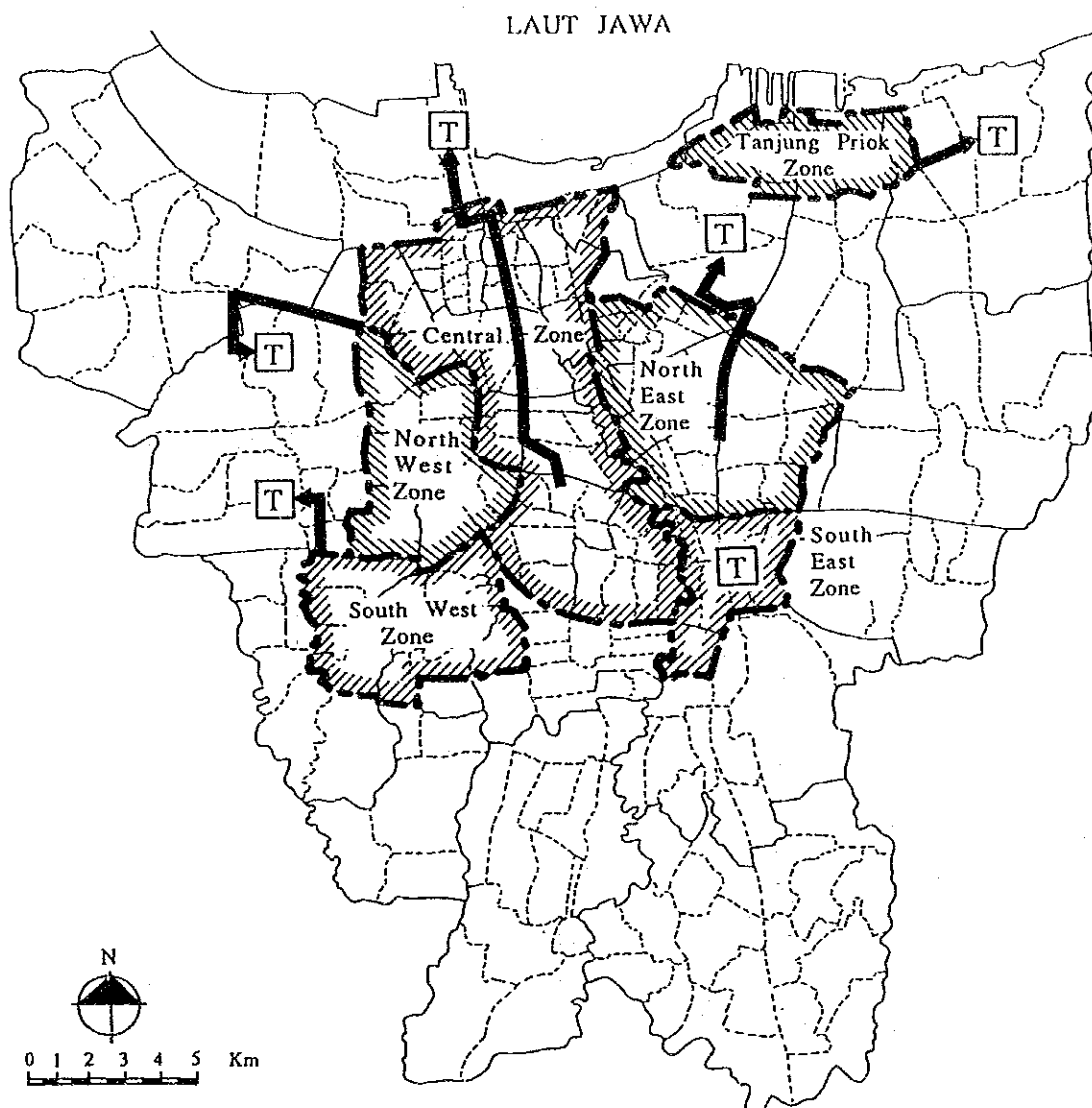 LAUT JAWA
T
Tanjung Priok
Zone
T
T
Central Zone
T
North
East
Zone
North
West
Zone
T
South
East
Zone
T
South West
Zone
N
0 1 2 3 4 5 Km